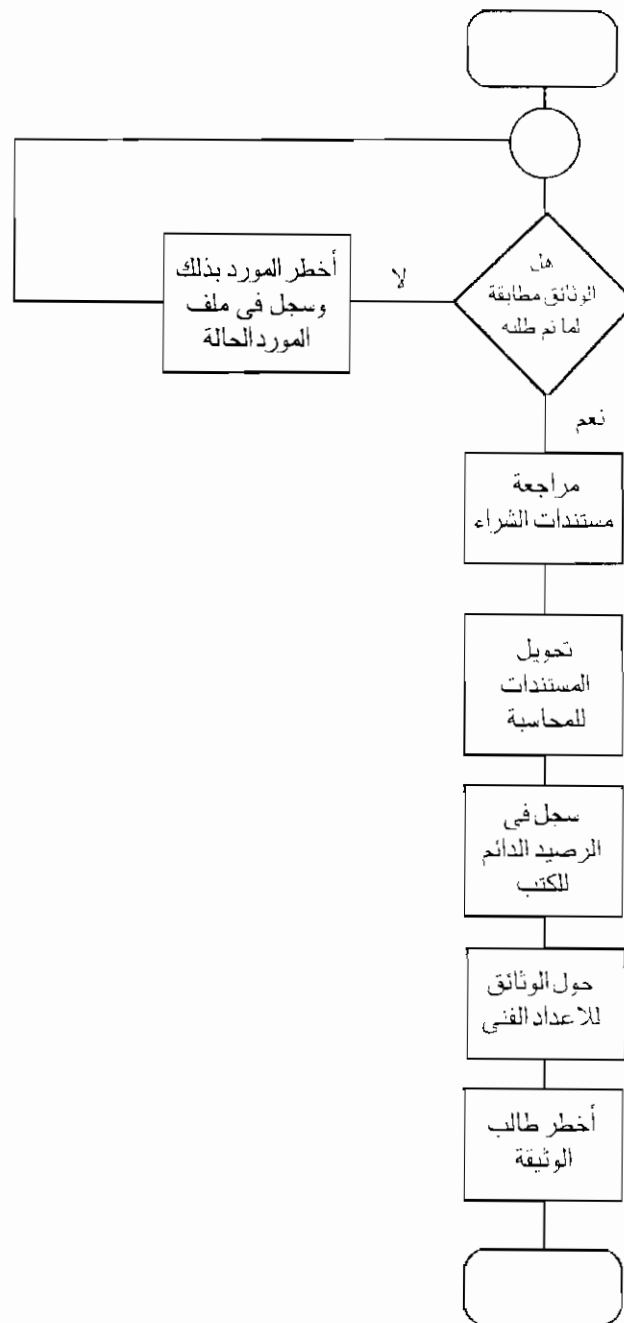 هل
الوثائق مطابقة
لما تم طلبه
لا
أخطر المورد بذلك
وسجل فى ملف
المورد الحالة
نعم
مراجعة
مستندات الشراء
تحويل
المستندات
للمحاسبة
سجل فى
الرصيد الدائم
للكتب
حول الوثائق
للاعداد الفنى
أخطر طالب
الوثيقة